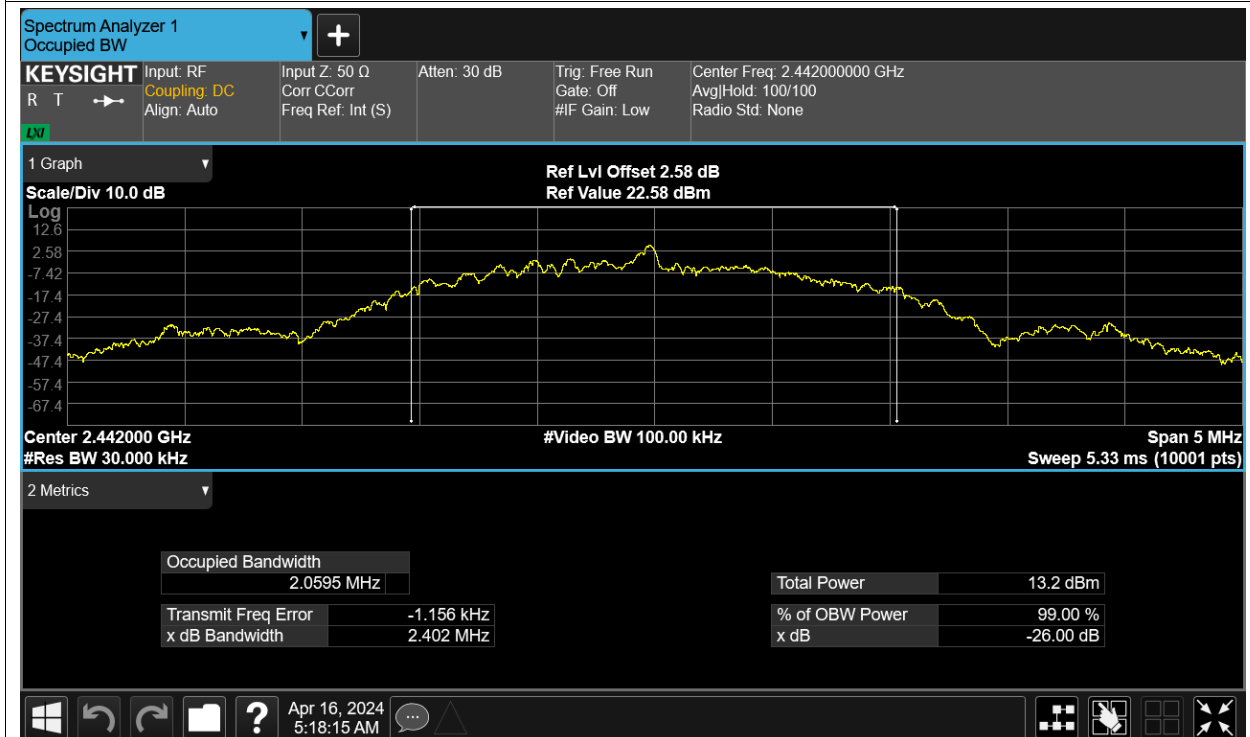 Spectrum Analyzer 1
Occupied BW
+
KEYSIGHT
R T
LXI
Input: RF
Coupling: DC
Align: Auto
Input Z: 50 Ω
Corr CCorr
Freq Ref: Int (S)
Atten: 30 dB
Trig: Free Run
Gate: Off
#IF Gain: Low
Center Freq: 2.442000000 GHz
Avg|Hold: 100/100
Radio Std: None
1 Graph
Scale/Div 10.0 dB
Ref Lvl Offset 2.58 dB
Ref Value 22.58 dBm
Log
12.6
2.58
-7.42
-17.4
-27.4
-37.4
-47.4
-57.4
-67.4
Center 2.442000 GHz
#Res BW 30.000 kHz
#Video BW 100.00 kHz
Span 5 MHz
Sweep 5.33 ms (10001 pts)
2 Metrics
Occupied Bandwidth
2.0595 MHz
Transmit Freq Error -1.156 kHz
x dB Bandwidth 2.402 MHz
Total Power 13.2 dBm
% of OBW Power 99.00 %
x dB -26.00 dB
?
Apr 16, 2024
5:18:15 AM